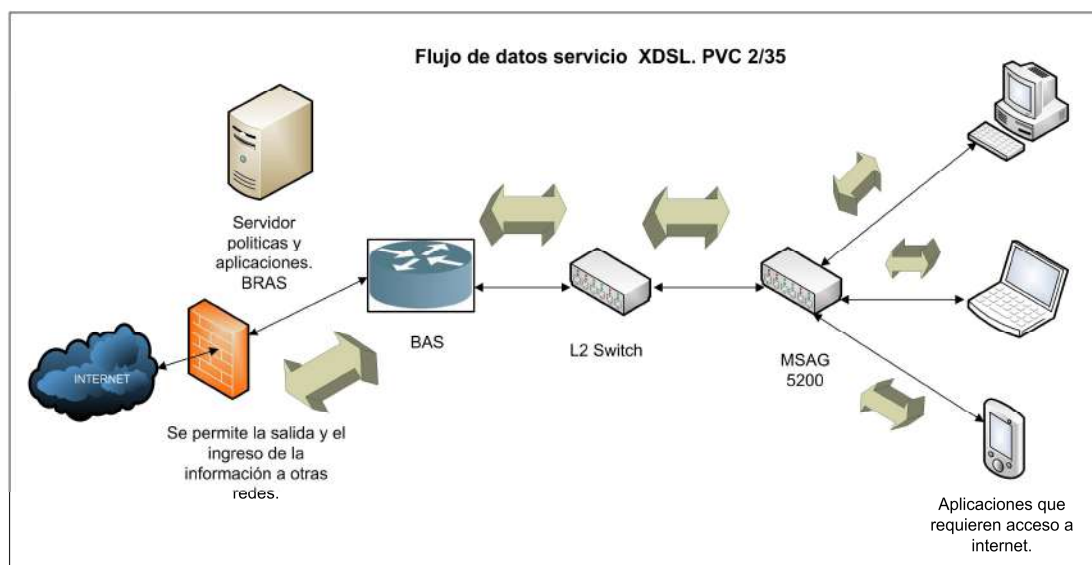 Flujo de datos servicio XDSL. PVC 2/35
Servidor
politicas y
aplicaciones.
BRAS
BAS
L2 Switch
MSAG
5200
INTERNET
Se permite la salida y el
ingreso de la
información a otras
redes.
Aplicaciones que
requieren acceso a
internet.